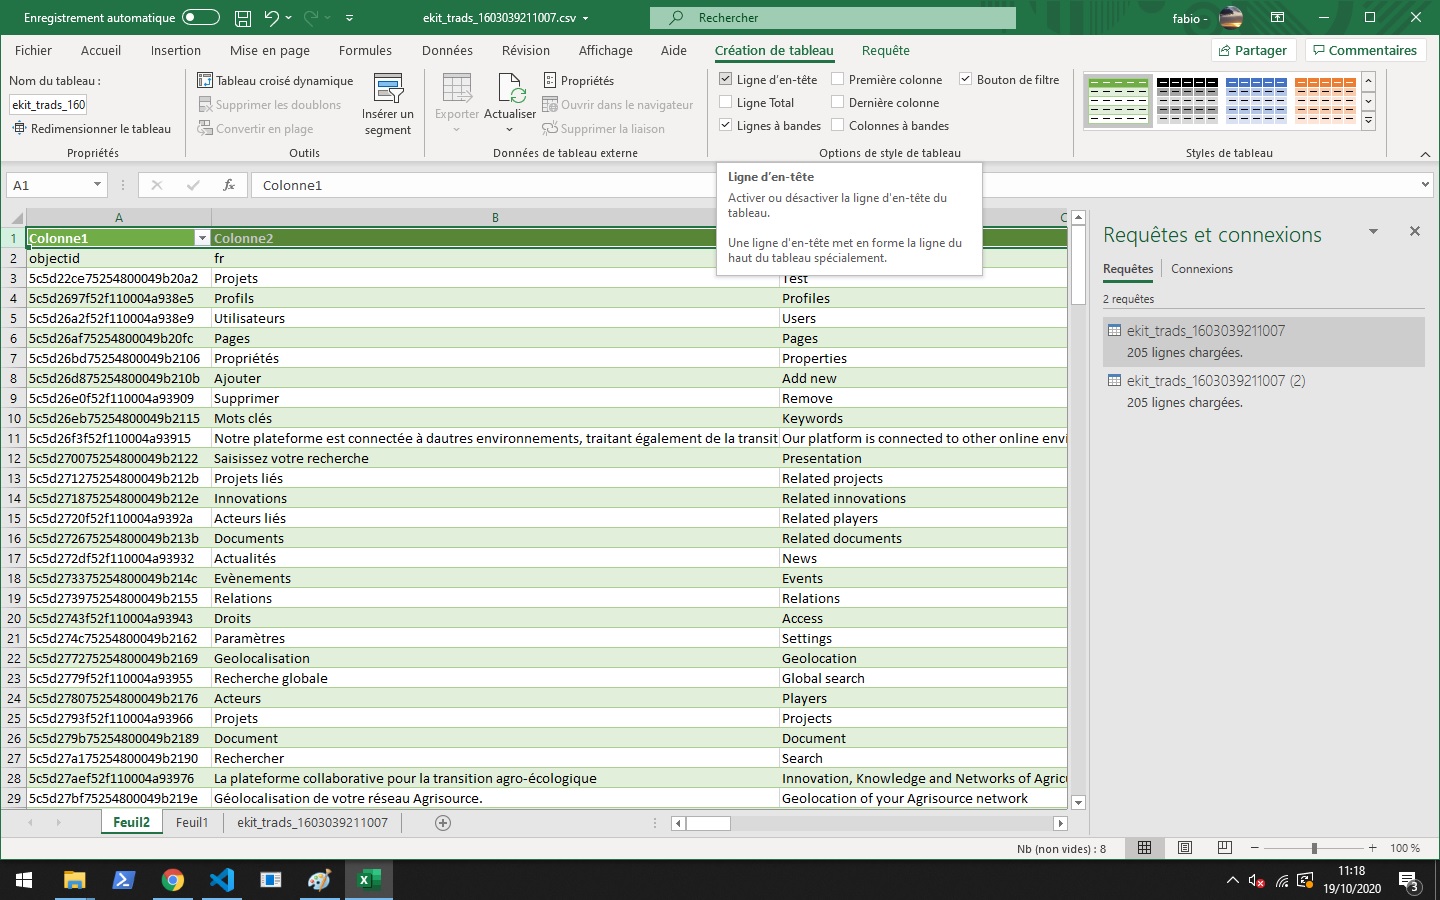 Enregistrement automatique ekit_trads_1603039211007.csv Rechercher fabio -
Fichier Accueil Insertion Mise en page Formules Données Révision Affichage Aide Création de tableau Requête Partager Commentaires
Nom du tableau :
ekit_trads_160
Redimensionner le tableau
Propriétés
Tableau croisé dynamique
Supprimer les doublons
Convertir en plage
Insérer un
segment
Outils
Exporter
Actualiser
Propriétés
Ouvrir dans le navigateur
Supprimer la liaison
Données de tableau externe
Ligne d'en-tête Première colonne Bouton de filtre
Ligne Total Dernière colonne
Lignes à bandes Colonnes à bandes
Options de style de tableau
Styles de tableau
A1 fx Colonne1
Ligne d'en-tête
Activer ou désactiver la ligne d'en-tête du
tableau.
Une ligne d'en-tête met en forme la ligne du
haut du tableau spécialement.
A B C
1 Colonne1 Colonne2
2 objectid fr
3 5c5d22ce75254800049b20a2 Projets Test
4 5c5d2697f52f110004a938e5 Profils Profiles
5 5c5d26a2f52f110004a938e9 Utilisateurs Users
6 5c5d26af75254800049b20fc Pages Pages
7 5c5d26bd75254800049b2106 Propriétés Properties
8 5c5d26d875254800049b210b Ajouter Add new
9 5c5d26e0f52f110004a93909 Supprimer Remove
10 5c5d26eb75254800049b2115 Mots clés Keywords
11 5c5d26f3f52f110004a93915 Notre plateforme est connectée à dautres environnements, traitant également de la transit Our platform is connected to other online envi
12 5c5d270075254800049b2122 Saisissez votre recherche Presentation
13 5c5d271275254800049b212b Projets liés Related projects
14 5c5d271875254800049b212e Innovations Related innovations
15 5c5d2720f52f110004a9392a Acteurs liés Related players
16 5c5d272675254800049b213b Documents Related documents
17 5c5d272df52f110004a93932 Actualités News
18 5c5d273375254800049b214c Evènements Events
19 5c5d273975254800049b2155 Relations Relations
20 5c5d2743f52f110004a93943 Droits Access
21 5c5d274c75254800049b2162 Paramètres Settings
22 5c5d277275254800049b2169 Geolocalisation Geolocation
23 5c5d2779f52f110004a93955 Recherche globale Global search
24 5c5d278075254800049b2176 Acteurs Players
25 5c5d2793f52f110004a93966 Projets Projects
26 5c5d279b75254800049b2189 Document Document
27 5c5d27a175254800049b2190 Rechercher Search
28 5c5d27aef52f110004a93976 La plateforme collaborative pour la transition agro-écologique Innovation, Knowledge and Networks of Agric
29 5c5d27bf75254800049b219e Géolocalisation de votre réseau Agrisource. Geolocation of your Agrisource network
Requêtes et connexions
Requêtes Connexions
2 requêtes
ekit_trads_1603039211007
205 lignes chargées.
ekit_trads_1603039211007 (2)
205 lignes chargées.
Feuil2 Feuil1 ekit_trads_1603039211007
Nb (non vides) : 8 100 %
11:18
19/10/2020
3